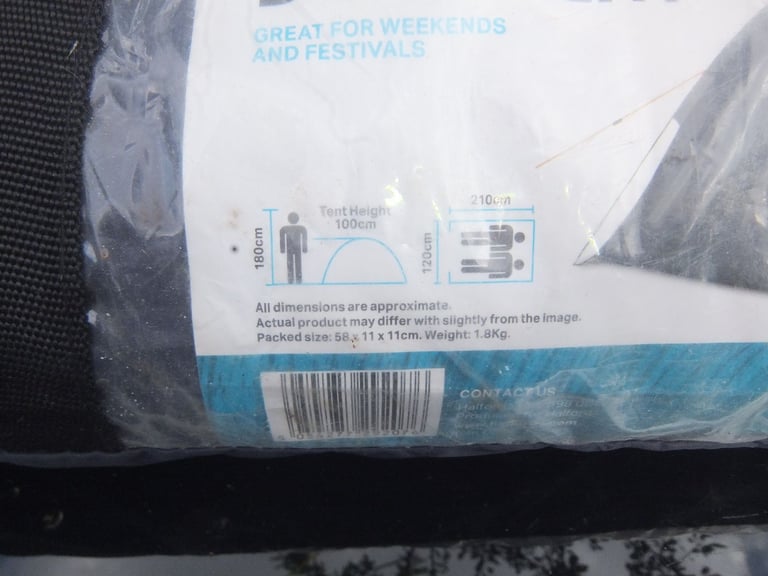 GREAT FOR WEEKENDS
AND FESTIVALS
Tent Height
100cm
180cm
210cm
120cm
All dimensions are approximate.
Actual product may differ with slightly from the image.
Packed size: 58 x 11 x 11cm. Weight: 1.8Kg.
CONTACT US